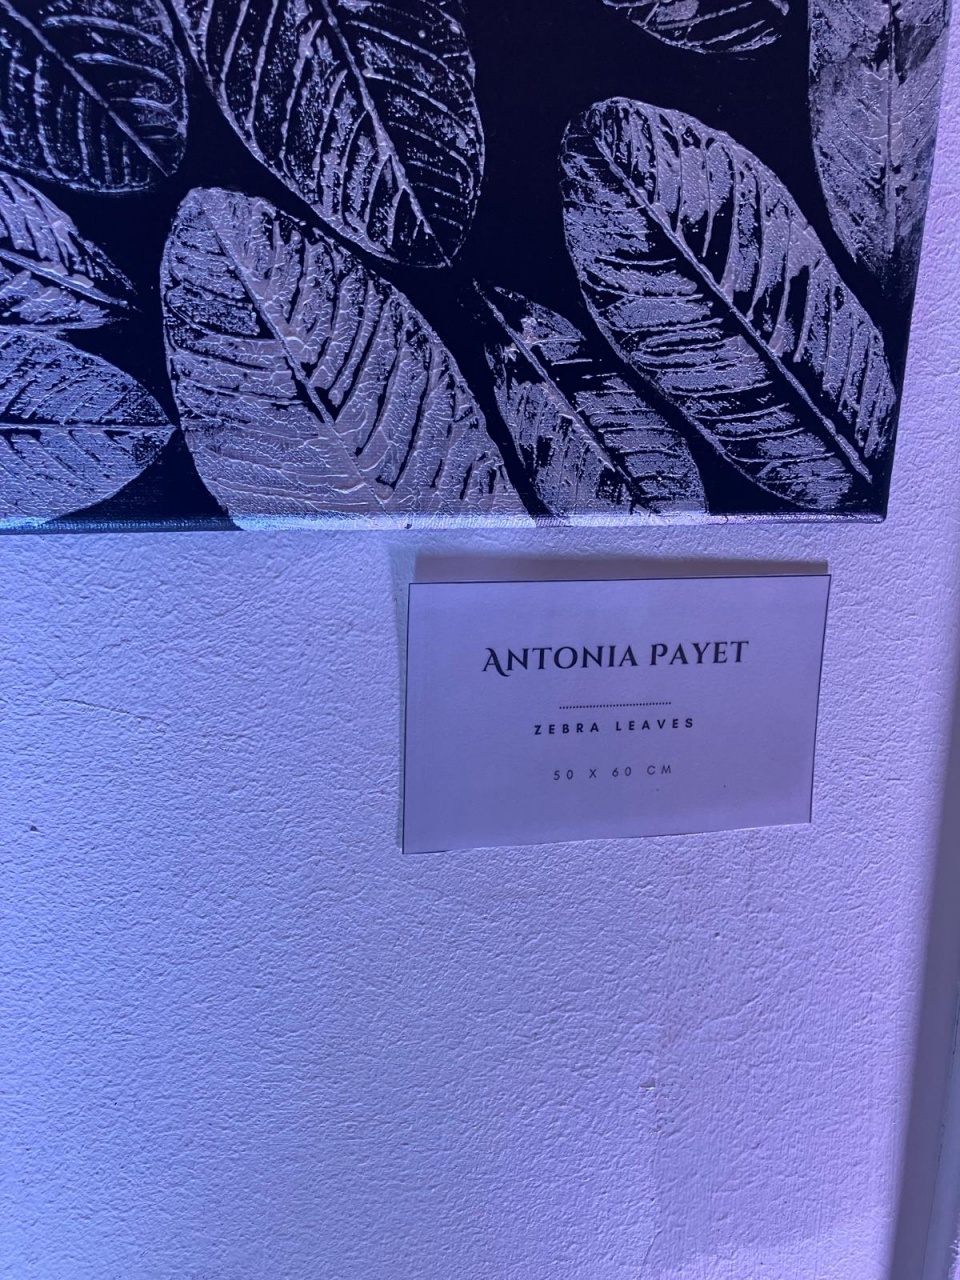 ANTONIA PAYET
ZEBRA LEAVES
50 X 60 CM